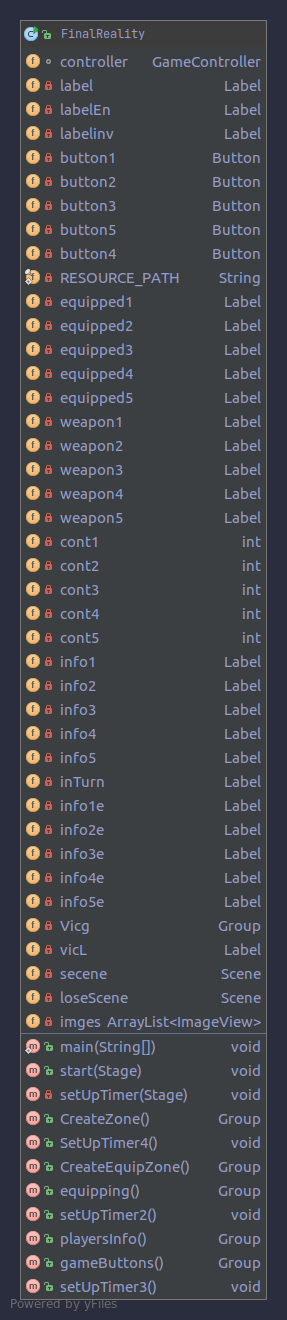 FinalReality
controller GameController
label Label
labelEn Label
labelinv Label
button1 Button
button2 Button
button3 Button
button5 Button
button4 Button
RESOURCE_PATH String
equipped1 Label
equipped2 Label
equipped3 Label
equipped4 Label
equipped5 Label
weapon1 Label
weapon2 Label
weapon3 Label
weapon4 Label
weapon5 Label
cont1 int
cont2 int
cont3 int
cont4 int
cont5 int
info1 Label
info2 Label
info3 Label
info4 Label
info5 Label
inTurn Label
info1e Label
info2e Label
info3e Label
info4e Label
info5e Label
Vicg Group
vicL Label
secene Scene
loseScene Scene
imges ArrayList<ImageView>
main(String[]) void
start(Stage) void
setUpTimer(Stage) void
CreateZone() Group
SetUpTimer4() void
CreateEquipZone() Group
equipping() Group
setUpTimer2() void
playersInfo() Group
gameButtons() Group
setUpTimer3() void
Powered by yFiles